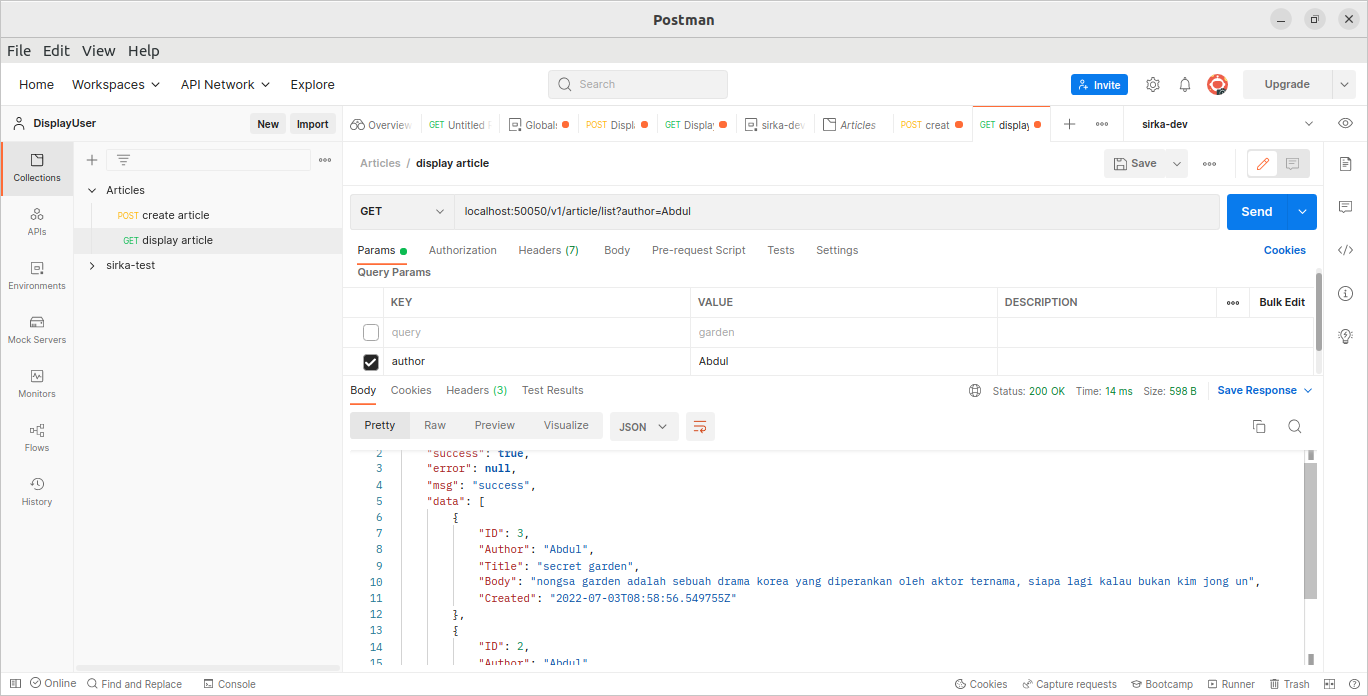 Postman
File Edit View Help
Home Workspaces API Network Explore Search Invite Upgrade
DisplayUser New Import Overview GET Untitled Globals POST Displ GET Display sirka-dev Articles POST creat GET display sirka-dev
Collections
APIs
Environments
Mock Servers
Monitors
Flows
History
Articles
POST create article
GET display article
sirka-test
Articles / display article Save
GET localhost:50050/v1/article/list?author=Abdul Send
Params Authorization Headers (7) Body Pre-request Script Tests Settings Cookies
Query Params
KEY VALUE DESCRIPTION Bulk Edit
query garden
author Abdul
Body Cookies Headers (3) Test Results Status: 200 OK Time: 14 ms Size: 598 B Save Response
Pretty Raw Preview Visualize JSON
2 "success": true,
3 "error": null,
4 "msg": "success",
5 "data": [
6 {
7 "ID": 3,
8 "Author": "Abdul",
9 "Title": "secret garden",
10 "Body": "nongsa garden adalah sebuah drama korea yang diperankan oleh aktor ternama, siapa lagi kalau bukan kim jong un",
11 "Created": "2022-07-03T08:58:56.549755Z"
12 },
13 {
14 "ID": 2,
15 "Author": "Abdul"
Online Find and Replace Console Cookies Capture requests Bootcamp Runner Trash